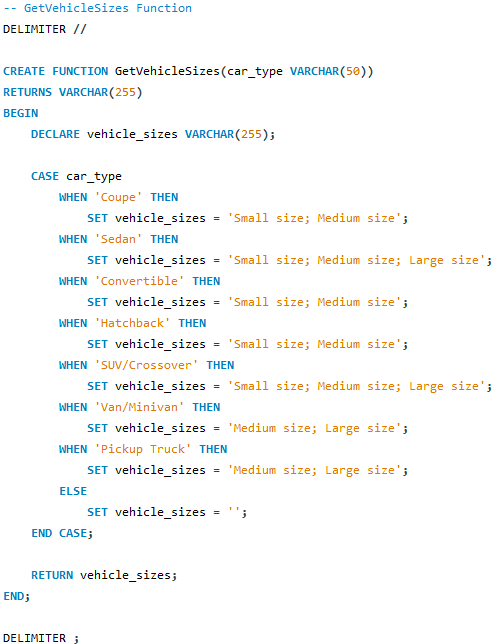 -- GetVehicleSizes Function
DELIMITER //

CREATE FUNCTION GetVehicleSizes(car_type VARCHAR(50))
RETURNS VARCHAR(255)
BEGIN
    DECLARE vehicle_sizes VARCHAR(255);

    CASE car_type
        WHEN 'Coupe' THEN
            SET vehicle_sizes = 'Small size; Medium size';
        WHEN 'Sedan' THEN
            SET vehicle_sizes = 'Small size; Medium size; Large size';
        WHEN 'Convertible' THEN
            SET vehicle_sizes = 'Small size; Medium size';
        WHEN 'Hatchback' THEN
            SET vehicle_sizes = 'Small size; Medium size';
        WHEN 'SUV/Crossover' THEN
            SET vehicle_sizes = 'Small size; Medium size; Large size';
        WHEN 'Van/Minivan' THEN
            SET vehicle_sizes = 'Medium size; Large size';
        WHEN 'Pickup Truck' THEN
            SET vehicle_sizes = 'Medium size; Large size';
        ELSE
            SET vehicle_sizes = '';
    END CASE;

    RETURN vehicle_sizes;
END;

DELIMITER ;